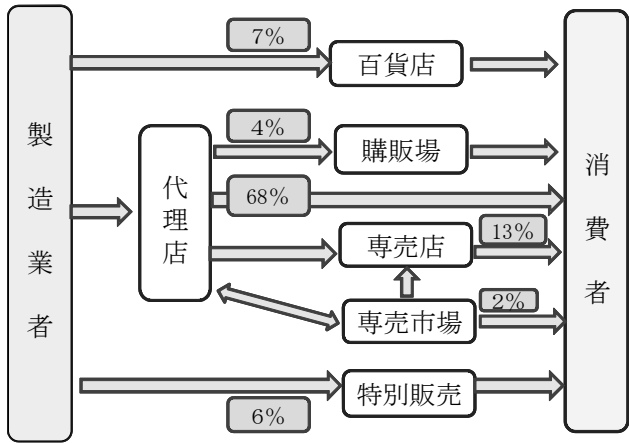 製造業者
7%
百貨店
代理店
4%
購販場
68%
専売店
13%
専売市場
2%
特別販売
6%
消費者